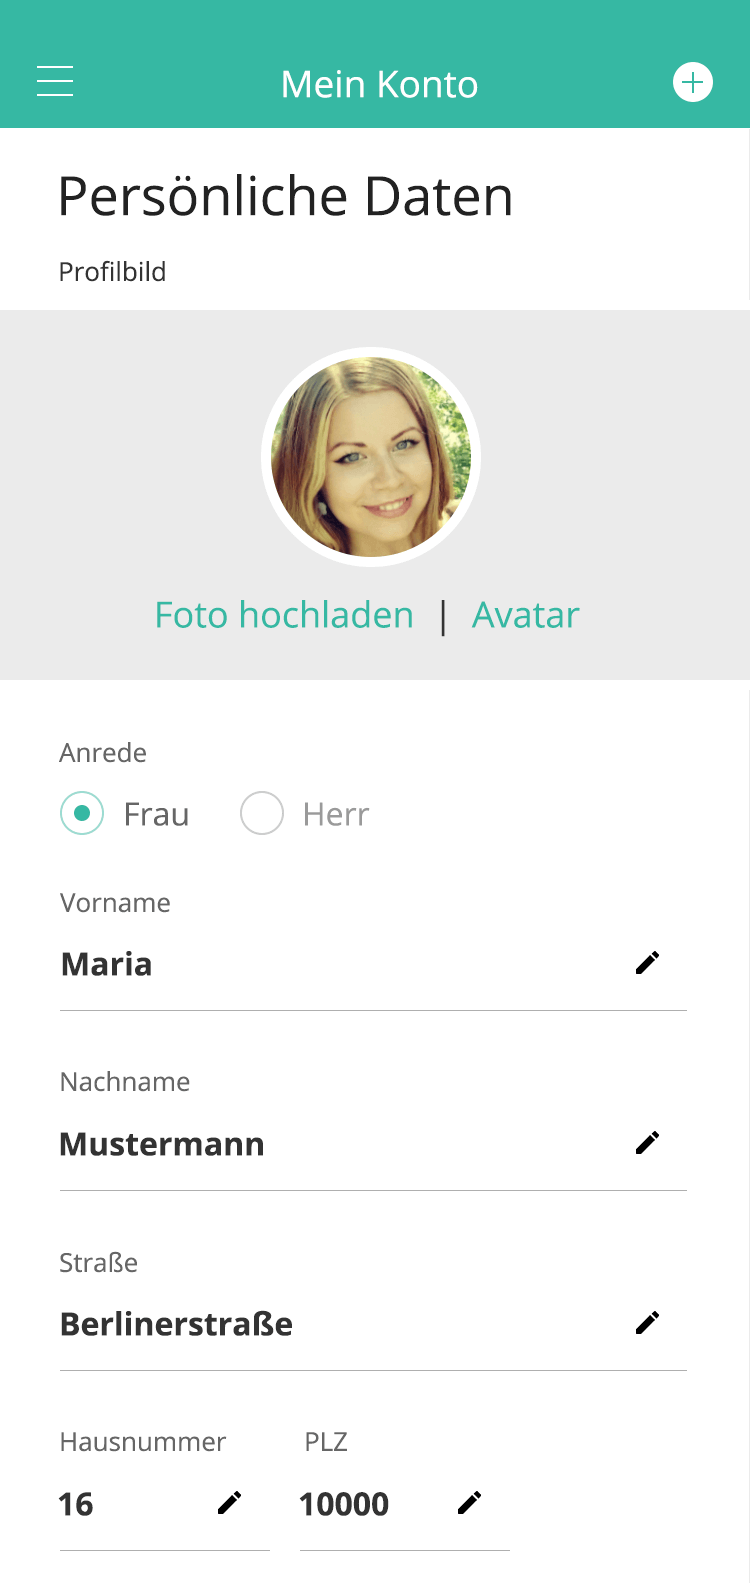 Mein Konto
Persönliche Daten
Profilbild
Foto hochladen | Avatar
Anrede
Frau Herr
Vorname
Maria
Nachname
Mustermann
Straße
Berlinerstraße
Hausnummer PLZ
16 10000